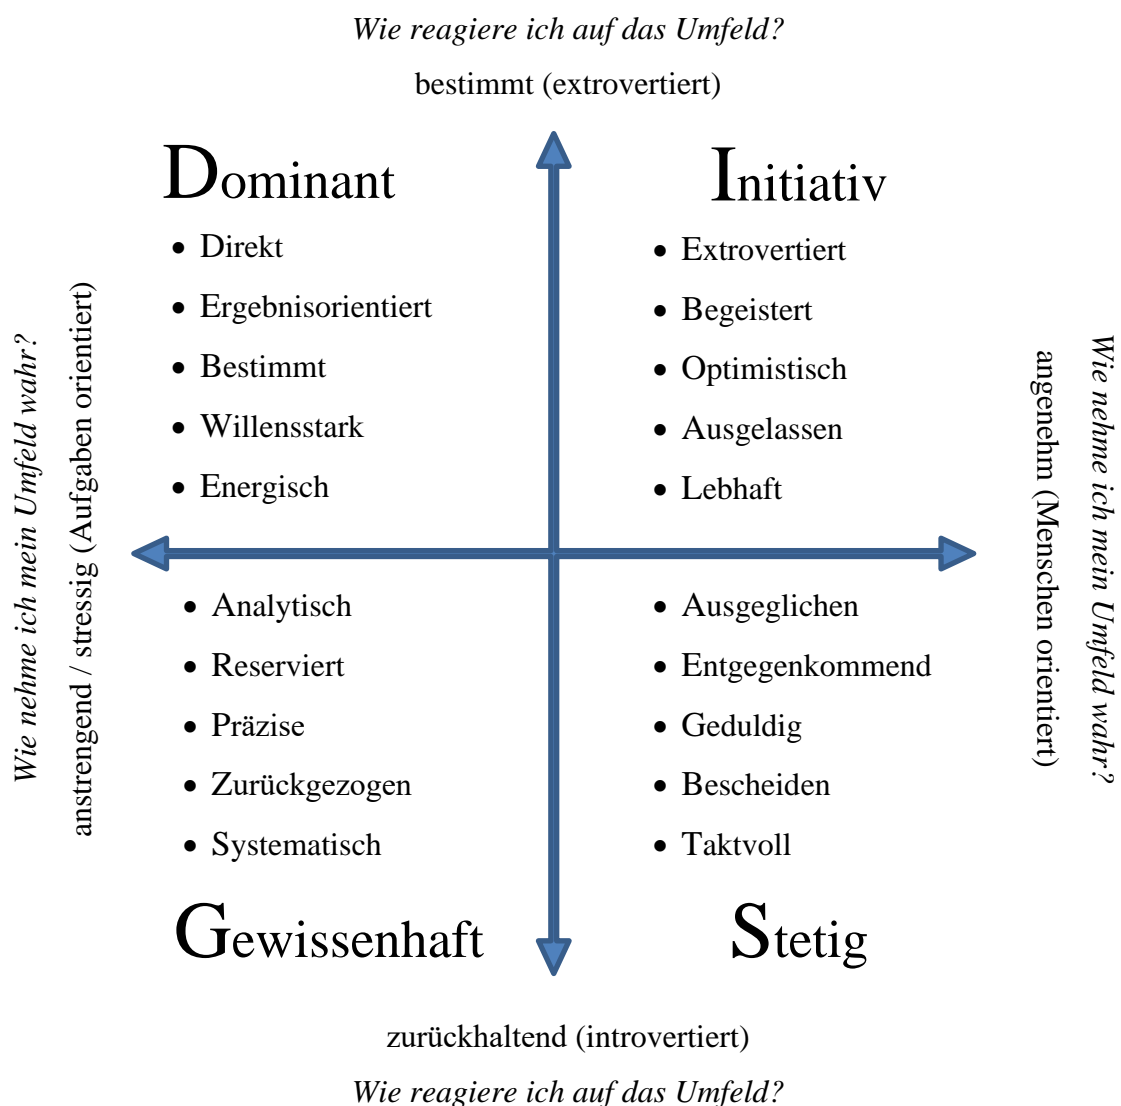 Wie reagiere ich auf das Umfeld?
bestimmt (extrovertiert)
Wie nehme ich mein Umfeld wahr?
anstrengend / stressig (Aufgaben orientiert)
Dominant
• Direkt
• Ergebnisorientiert
• Bestimmt
• Willensstark
• Energisch
Initiativ
• Extrovertiert
• Begeistert
• Optimistisch
• Ausgelassen
• Lebhaft
• Analytisch
• Reserviert
• Präzise
• Zurückgezogen
• Systematisch
Gewissenhaft
• Ausgeglichen
• Entgegenkommend
• Geduldig
• Bescheiden
• Taktvoll
Stetig
angenehm (Menschen orientiert)
Wie nehme ich mein Umfeld wahr?
zurückhaltend (introvertiert)
Wie reagiere ich auf das Umfeld?